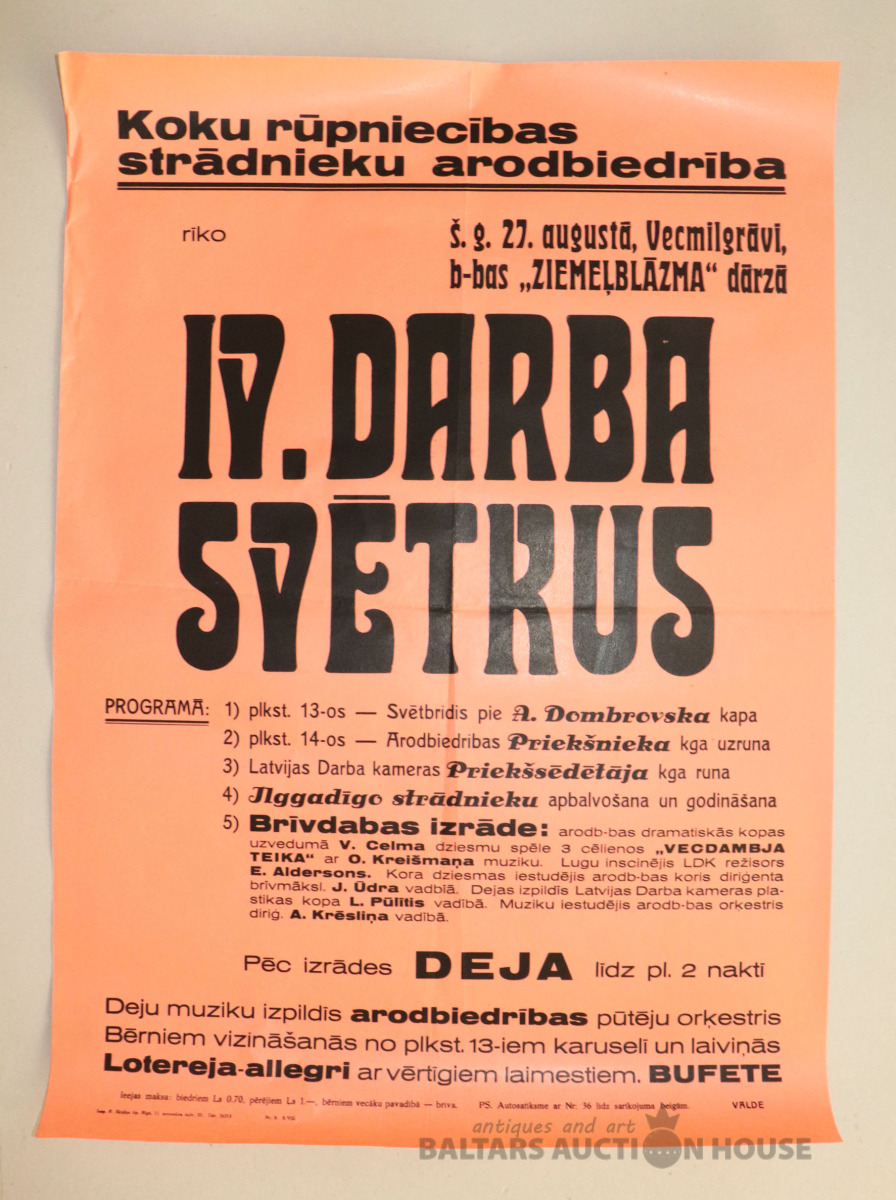 Koku rūpniecības
strādnieku arodbiedrība
rīko
š. g. 27. augustā, Vecmilgrāvi,
b-bas „ZIEMEĻBLĀZMA“ dārzā
IV. DARBA
SVĒTKUS
PROGRAMĀ: 1) plkst. 13-os — Svētbrīdis pie A. Dombrovska kapa
2) plkst. 14-os — Arodbiedrības Priekšnieka kga uzruna
3) Latvijas Darba kameras Priekšsēdētāja kga runa
4) Ilggadīgo strādnieku apbalvošana un godināšana
5) Brīvdabas izrāde: arodb-bas dramatiskās kopas
uzvedumā V. Celma dziesmu spēle 3 cēlienos „VECDAMBJA
TEIKA“ ar O. Kreišmaņa muziku. Lugu inscinējis LDK režisors
E. Aldersons. Kora dziesmas iestudējis arodb-bas koris diriģenta
brīvmāksl. J. Ūdra vadbīā. Dejas izpildīs Latvijas Darba kameras pla-
stikas kopa L. Pūlītis vadībā. Muziku iestudējis arodb-bas orķestris
diriģ. A. Krēsliņa vadībā.
Pēc izrādes DEJA līdz pl. 2 naktī
Deju muziku izpildīs arodbiedrības pūtēju orķestris
Bērniem vizināšanās no plkst. 13-iem karuselī un laiviņās
Lotereja-allegri ar vērtīgiem laimestiem. BUFETE
Ieejas maksa: biedriem Ls 0,70, pērējiem Ls 1.—, bērniem vecāku pavadībā — brīva. PS. Autosatiksme ar Nr. 36 līdz sarīkojuma beigām. VALDE
antiques and art
BALTARS AUCTION HOUSE